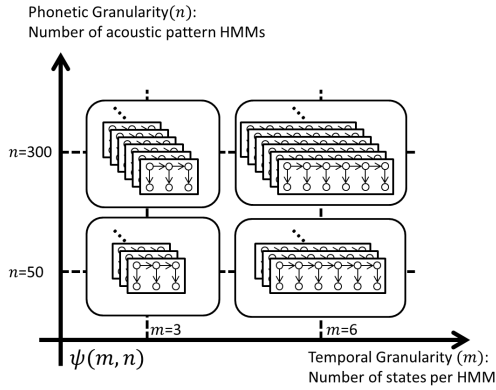 Phonetic Granularity(n):
Number of acoustic pattern HMMs
n=300
n=50
m=3
m=6
ψ(m, n)
Temporal Granularity (m):
Number of states per HMM